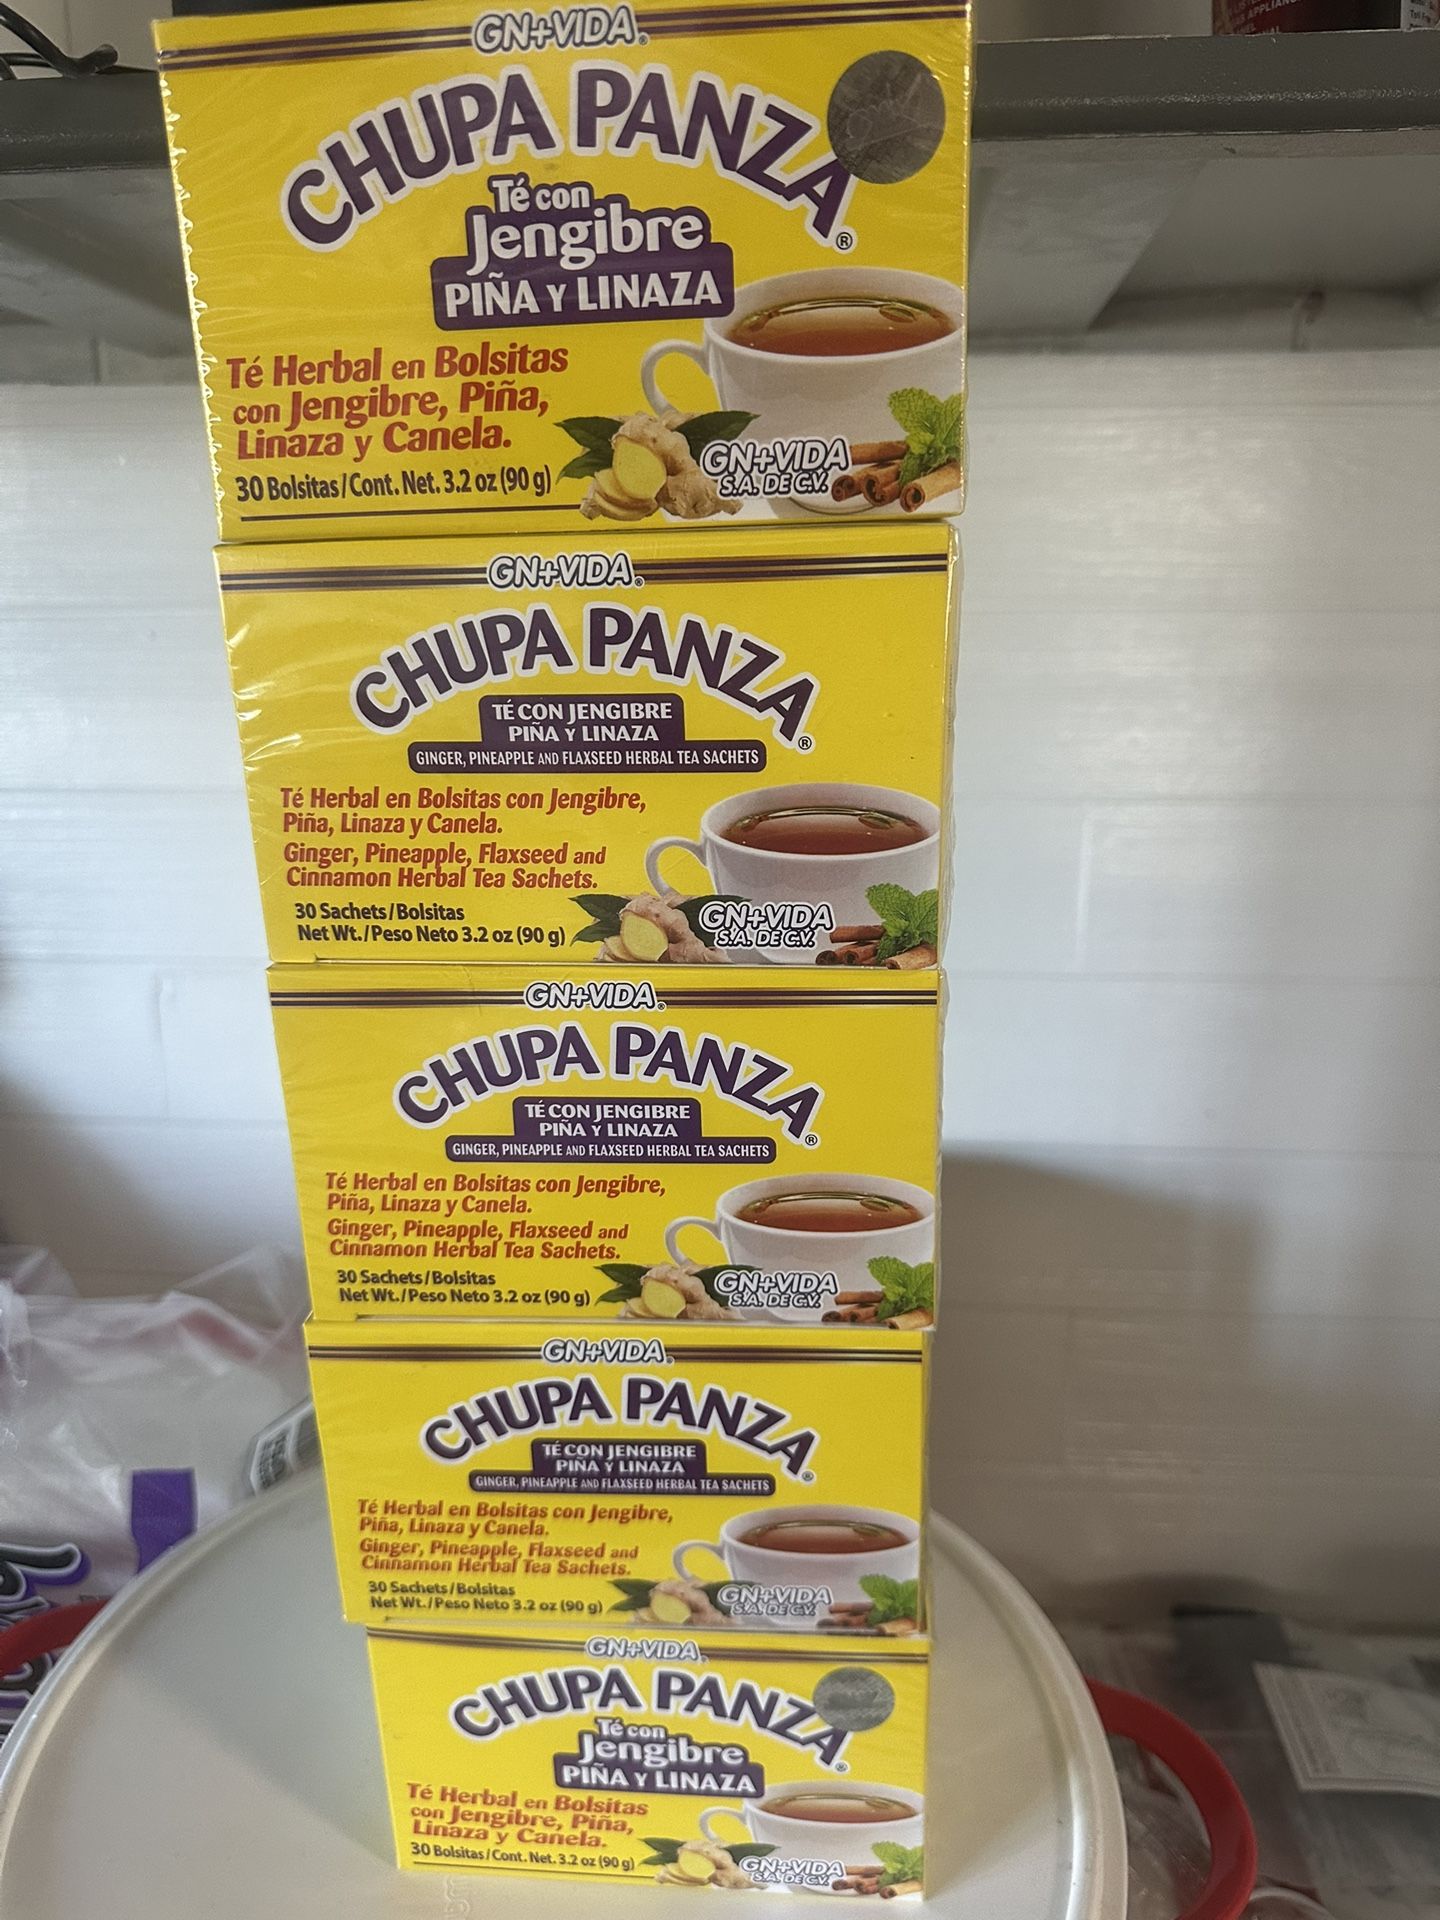 GN+VIDA®
CHUPA PANZA®
Té con
Jengibre
PIÑA Y LINAZA
Té Herbal en Bolsitas
con Jengibre, Piña,
Linaza y Canela.
30 Bolsitas/Cont. Net. 3.2 oz (90 g)
GN+VIDA
S.A. DE C.V.
GN+VIDA®
CHUPA PANZA®
TÉ CON JENGIBRE
PIÑA Y LINAZA
GINGER, PINEAPPLE AND FLAXSEED HERBAL TEA SACHETS
Té Herbal en Bolsitas con Jengibre,
Piña, Linaza y Canela.
Ginger, Pineapple, Flaxseed and
Cinnamon Herbal Tea Sachets.
30 Sachets/Bolsitas
Net Wt./Peso Neto 3.2 oz (90 g)
GN+VIDA
S.A. DE C.V.
GN+VIDA®
CHUPA PANZA®
TÉ CON JENGIBRE
PIÑA Y LINAZA
GINGER, PINEAPPLE AND FLAXSEED HERBAL TEA SACHETS
Té Herbal en Bolsitas con Jengibre,
Piña, Linaza y Canela.
Ginger, Pineapple, Flaxseed and
Cinnamon Herbal Tea Sachets.
30 Sachets/Bolsitas
Net Wt./Peso Neto 3.2 oz (90 g)
GN+VIDA
S.A. DE C.V.
GN+VIDA®
CHUPA PANZA®
TÉ CON JENGIBRE
PIÑA Y LINAZA
GINGER, PINEAPPLE AND FLAXSEED HERBAL TEA SACHETS
Té Herbal en Bolsitas con Jengibre,
Piña, Linaza y Canela.
Ginger, Pineapple, Flaxseed and
Cinnamon Herbal Tea Sachets.
30 Sachets/Bolsitas
Net Wt./Peso Neto 3.2 oz (90 g)
GN+VIDA
S.A. DE C.V.
GN+VIDA®
CHUPA PANZA®
Té con
Jengibre
PIÑA Y LINAZA
Té Herbal en Bolsitas
con Jengibre, Piña,
Linaza y Canela.
30 Bolsitas/Cont. Net. 3.2 oz (90 g)
GN+VIDA
S.A. DE C.V.